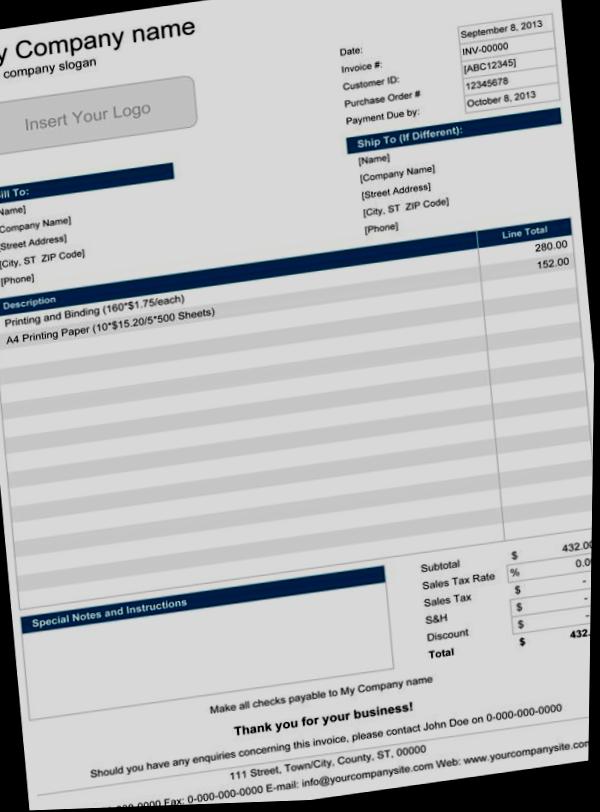 y Company name
company slogan
Insert Your Logo
Date: September 8, 2013
Invoice #: INV-00000
Customer ID: [ABC12345]
Purchase Order # 12345678
Payment Due by: October 8, 2013
ill To:
Ship To (If Different):
Name] [Name]
Company Name] [Company Name]
Street Address] [Street Address]
[City, ST ZIP Code] [City, ST ZIP Code]
[Phone] [Phone]
Description Line Total
Printing and Binding (160*$1.75/each) 280.00
A4 Printing Paper (10*$15.20/5*500 Sheets) 152.00
Special Notes and Instructions
Subtotal $ 432.00
Sales Tax Rate % 0.0
Sales Tax $ -
S&H $ -
Discount $ -
Total $ 432.
Make all checks payable to My Company name
Thank you for your business!
Should you have any enquiries concerning this invoice, please contact John Doe on 0-000-000-0000
111 Street, Town/City, County, ST, 00000
00-0000 Fax: 0-000-000-0000 E-mail: info@yourcompanysite.com Web: www.yourcompanysite.com